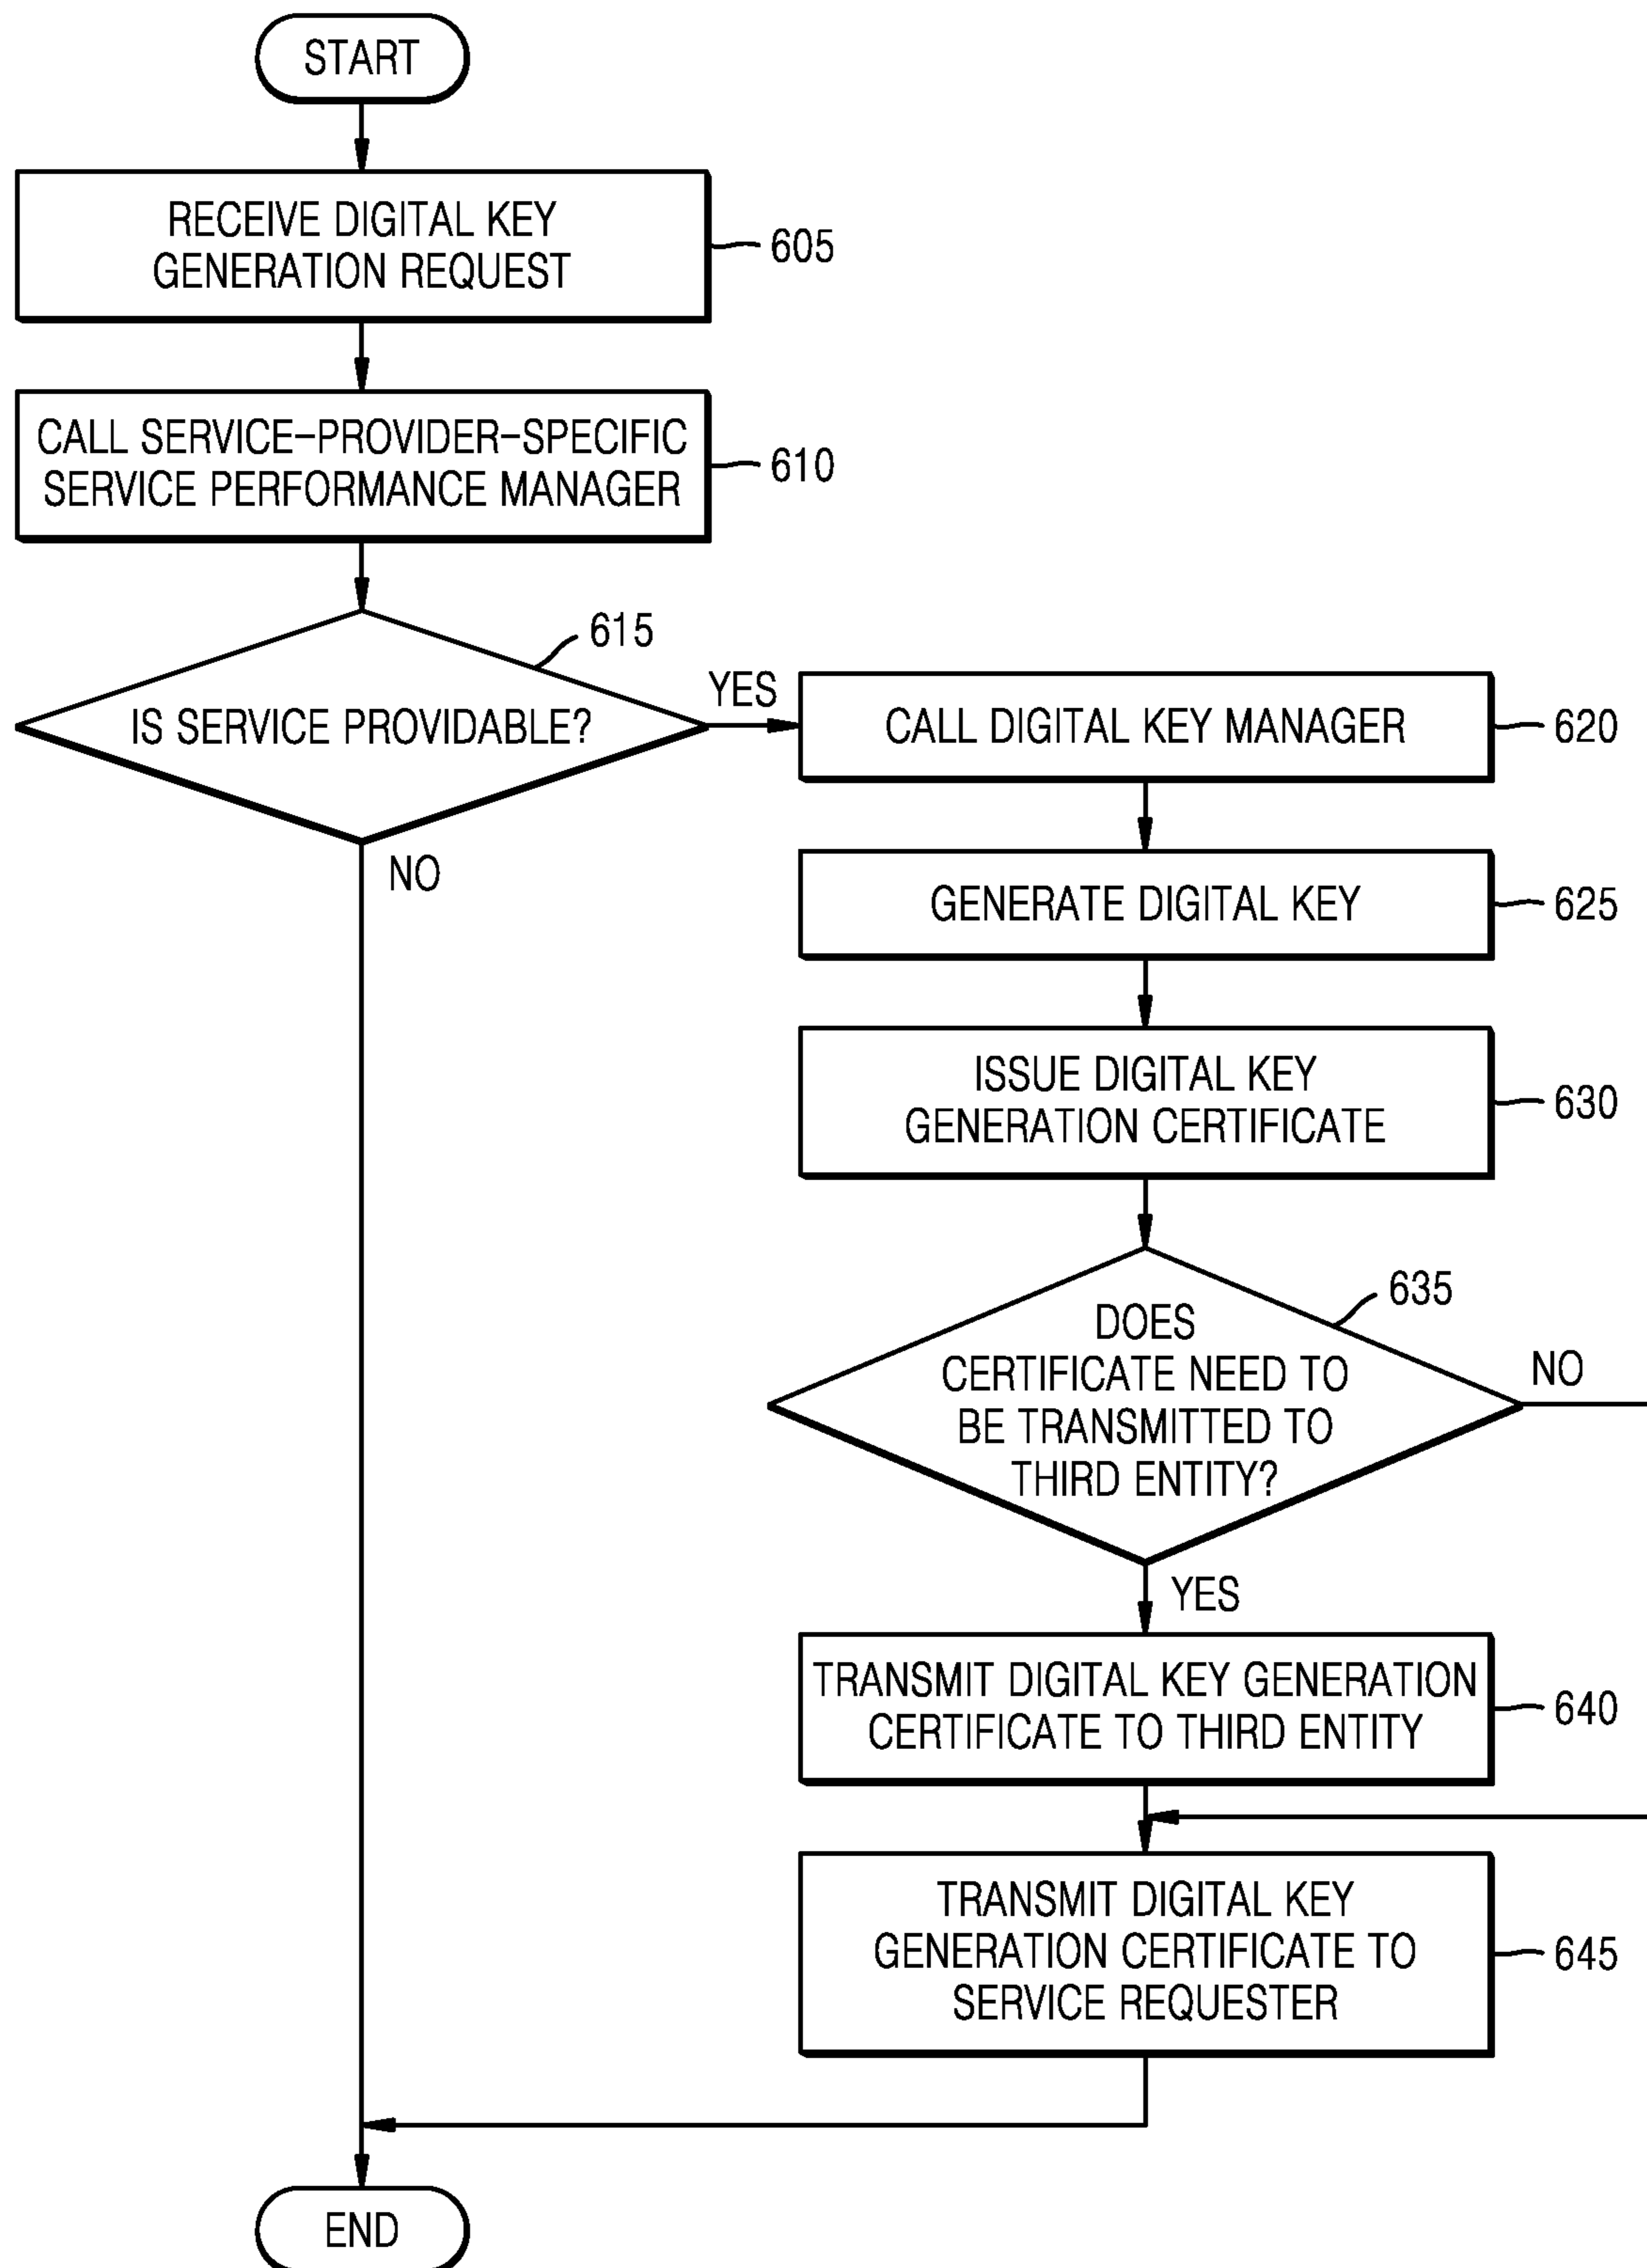 START
RECEIVE DIGITAL KEY
GENERATION REQUEST
605
CALL SERVICE-PROVIDER-SPECIFIC
SERVICE PERFORMANCE MANAGER
610
615
IS SERVICE PROVIDABLE?
YES
NO
CALL DIGITAL KEY MANAGER
620
GENERATE DIGITAL KEY
625
ISSUE DIGITAL KEY
GENERATION CERTIFICATE
630
635
DOES
CERTIFICATE NEED TO
BE TRANSMITTED TO
THIRD ENTITY?
NO
YES
TRANSMIT DIGITAL KEY GENERATION
CERTIFICATE TO THIRD ENTITY
640
TRANSMIT DIGITAL KEY
GENERATION CERTIFICATE TO
SERVICE REQUESTER
645
END